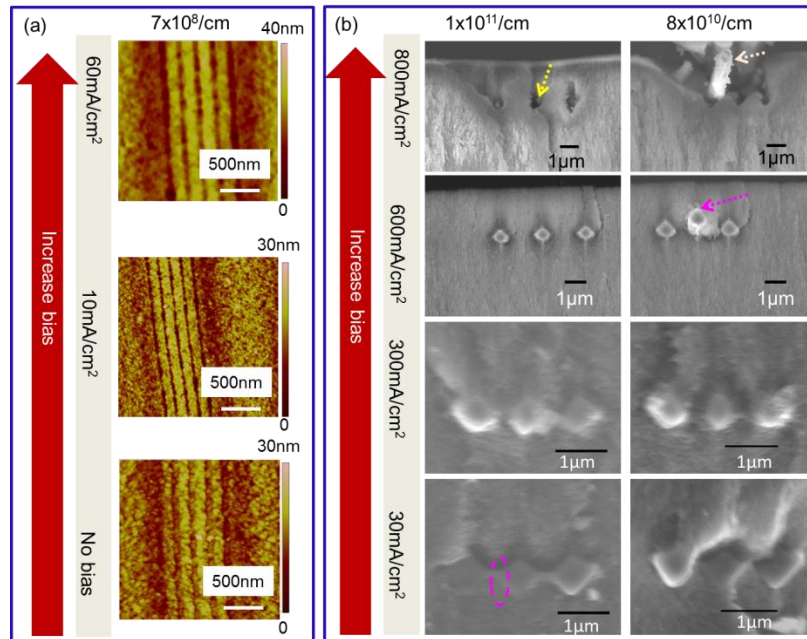 (a)
7x10⁸/cm
Increase bias
60mA/cm²
10mA/cm²
No bias
40nm
500nm
0
30nm
500nm
0
30nm
500nm
0
(b)
1x10¹¹/cm
8x10¹⁰/cm
Increase bias
800mA/cm²
600mA/cm²
300mA/cm²
30mA/cm²
1μm
1μm
1μm
1μm
1μm
1μm
1μm
1μm